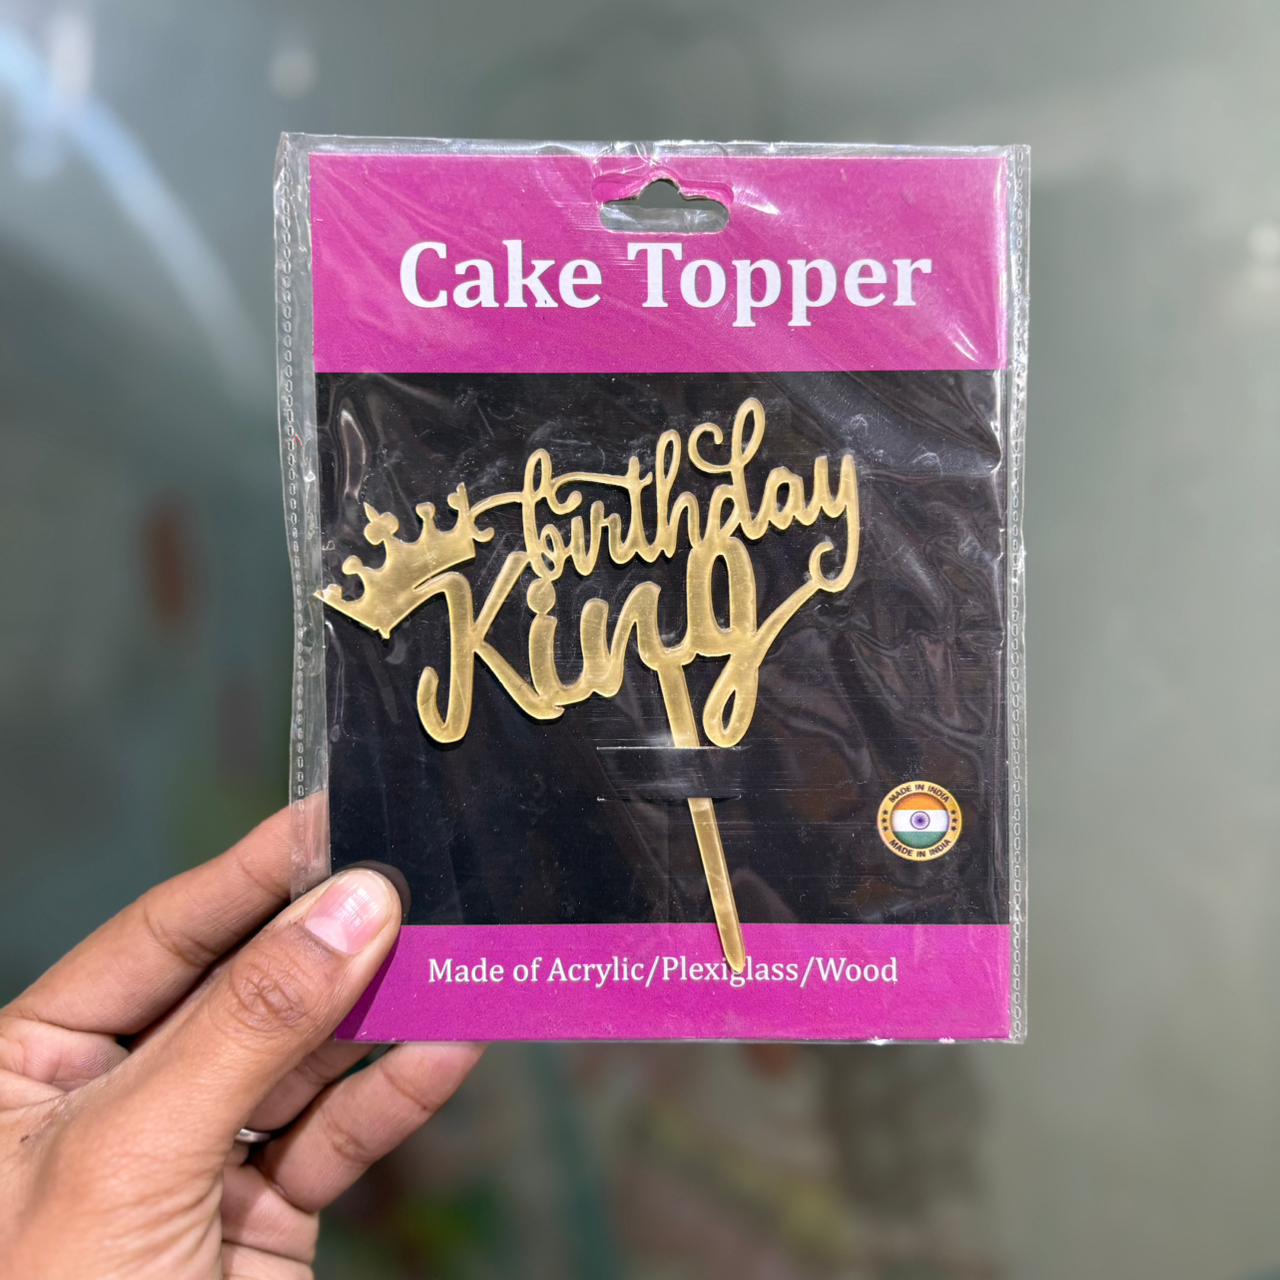 Cake Topper
birthday
King
MADE IN INDIA
MADE IN INDIA
Made of Acrylic/Plexiglass/Wood